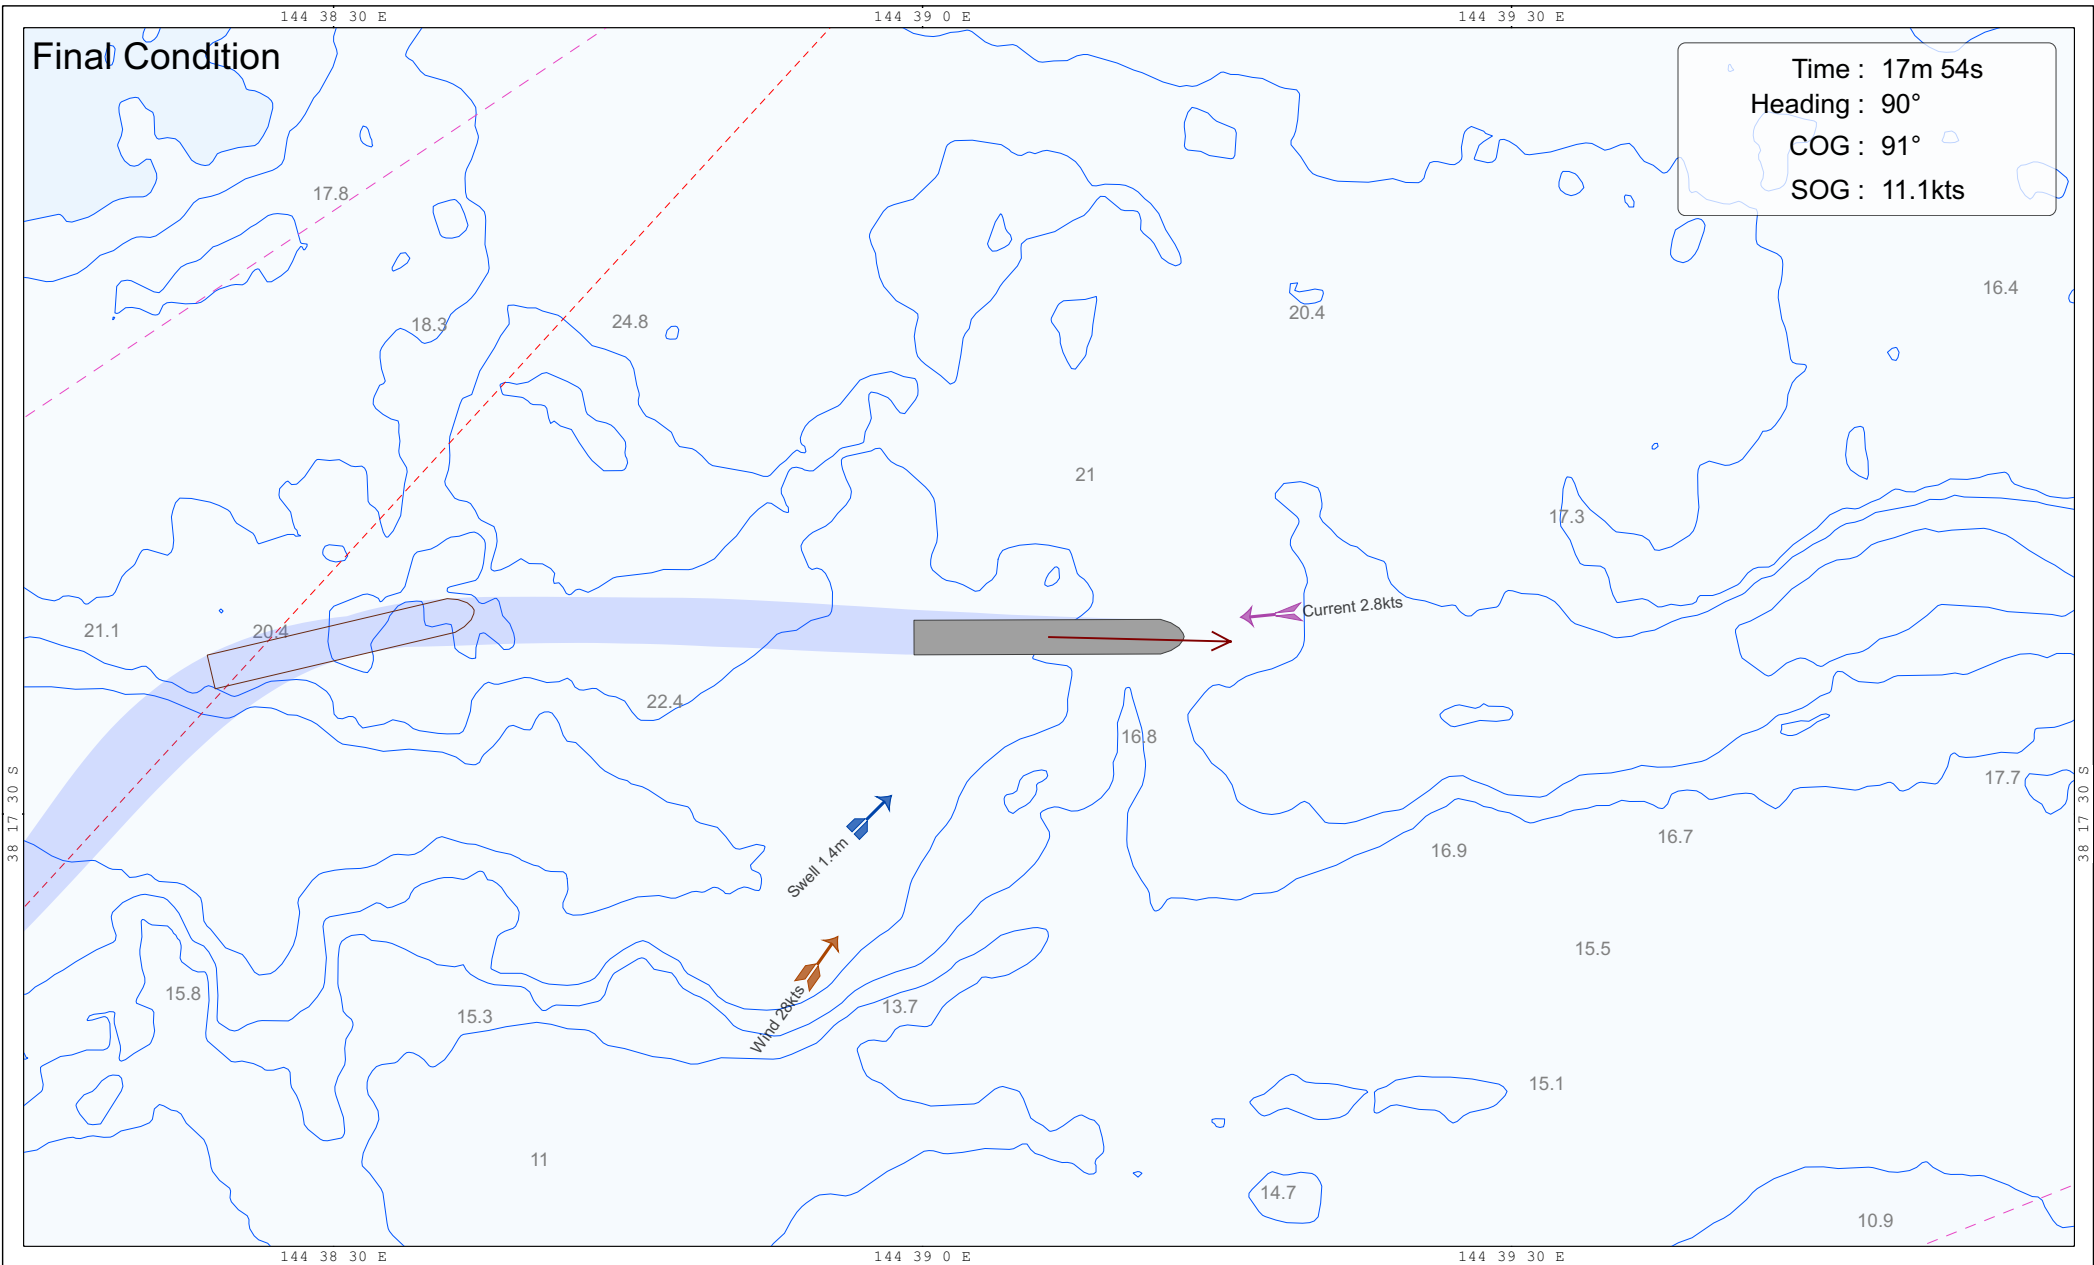 144 38 30 E
144 39 0 E
144 39 30 E
Final Condition
Time : 17m 54s
Heading : 90°
COG : 91°
SOG : 11.1kts
17.8
16.4
20.4
24.8
18.3
21
17.3
Current 2.8kts
21.1
20.4
22.4
16.8
17.7
38 17 30 S
38 17 30 S
16.7
16.9
Swell 1.4m
15.5
15.8
13.7
15.3
Wind 28kts
15.1
11
14.7
10.9
144 38 30 E
144 39 0 E
144 39 30 E